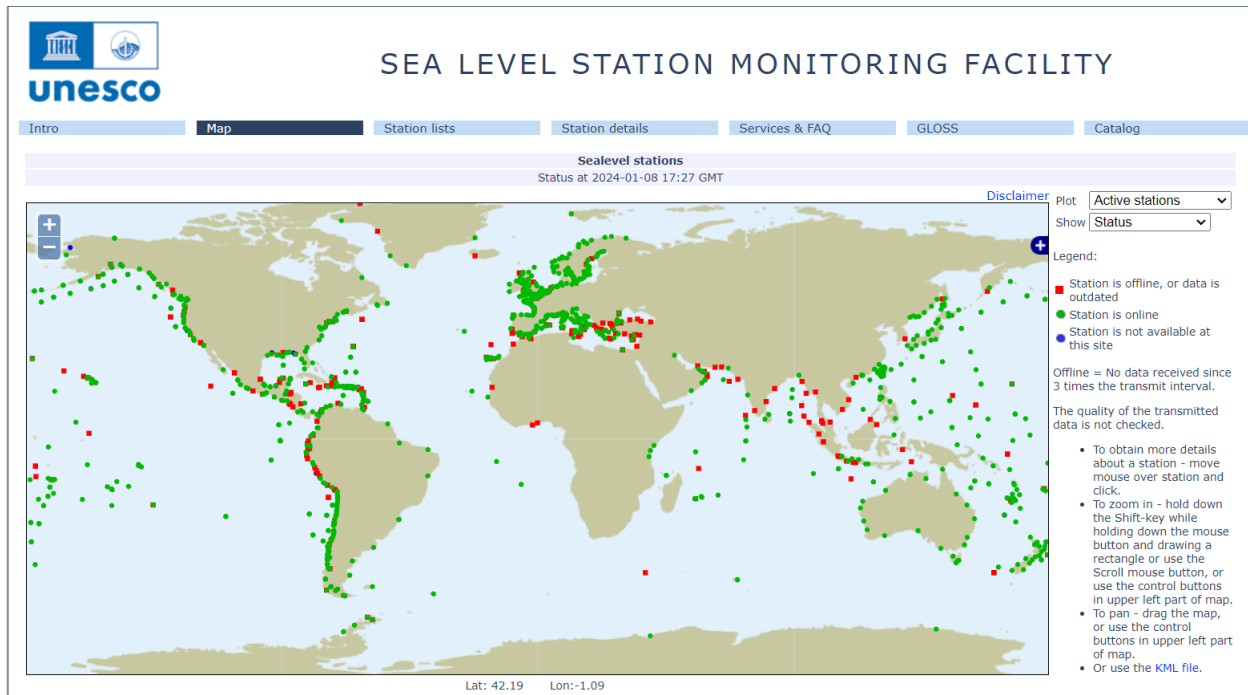 unesco
SEA LEVEL STATION MONITORING FACILITY
Intro
Map
Station lists
Station details
Services & FAQ
GLOSS
Catalog
Sealevel stations
Status at 2024-01-08 17:27 GMT
Disclaimer
Plot Active stations
Show Status
+
−
+
Legend:
Station is offline, or data is
outdated
Station is online
Station is not available at
this site
Offline = No data received since
3 times the transmit interval.
The quality of the transmitted
data is not checked.
• To obtain more details
about a station - move
mouse over station and
click.
• To zoom in - hold down
the Shift-key while
holding down the mouse
button and drawing a
rectangle or use the
Scroll mouse button, or
use the control buttons
in upper left part of map.
• To pan - drag the map,
or use the control
buttons in upper left part
of map.
• Or use the KML file.
Lat: 42.19 Lon:-1.09